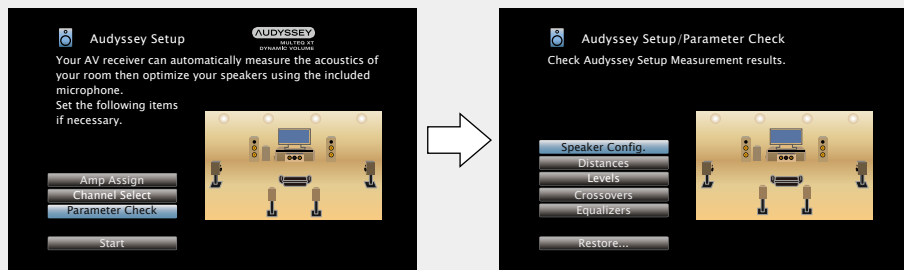 Audyssey Setup
AUDYSSEY
MULTEQ XT
DYNAMIC VOLUME
Your AV receiver can automatically measure the acoustics of
your room then optimize your speakers using the included
microphone.
Set the following items
if necessary.
Amp Assign
Channel Select
Parameter Check
Start
Audyssey Setup/Parameter Check
Check Audyssey Setup Measurement results.
Speaker Config.
Distances
Levels
Crossovers
Equalizers
Restore...